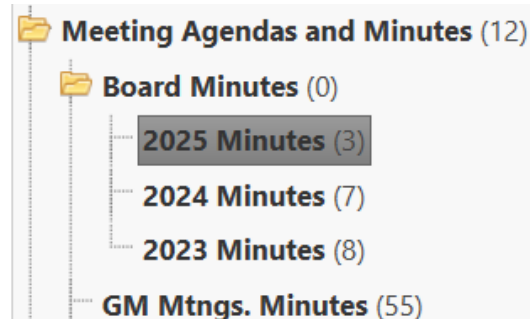 Meeting Agendas and Minutes (12)
Board Minutes (0)
2025 Minutes (3)
2024 Minutes (7)
2023 Minutes (8)
GM Mtngs. Minutes (55)